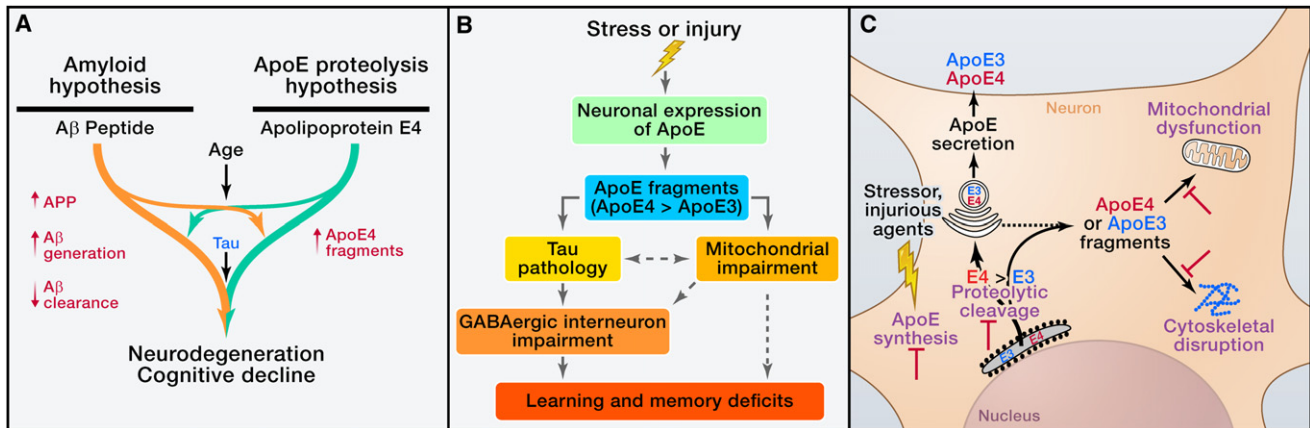 A
Amyloid
hypothesis
ApoE proteolysis
hypothesis
Aβ Peptide
Apolipoprotein E4
Age
APP
Aβ
generation
Aβ
clearance
Tau
ApoE4
fragments
Neurodegeneration
Cognitive decline
B
Stress or injury
Neuronal expression
of ApoE
ApoE fragments
(ApoE4 > ApoE3)
Tau
pathology
Mitochondrial
impairment
GABAergic interneuron
impairment
Learning and memory deficits
C
ApoE3
ApoE4
Neuron
Mitochondrial
dysfunction
ApoE
secretion
Stressor,
injurious
agents
E3
E4
ApoE4
or ApoE3
fragments
E4 > E3
Proteolytic
cleavage
ApoE
synthesis
E3 E4
Cytoskeletal
disruption
Nucleus